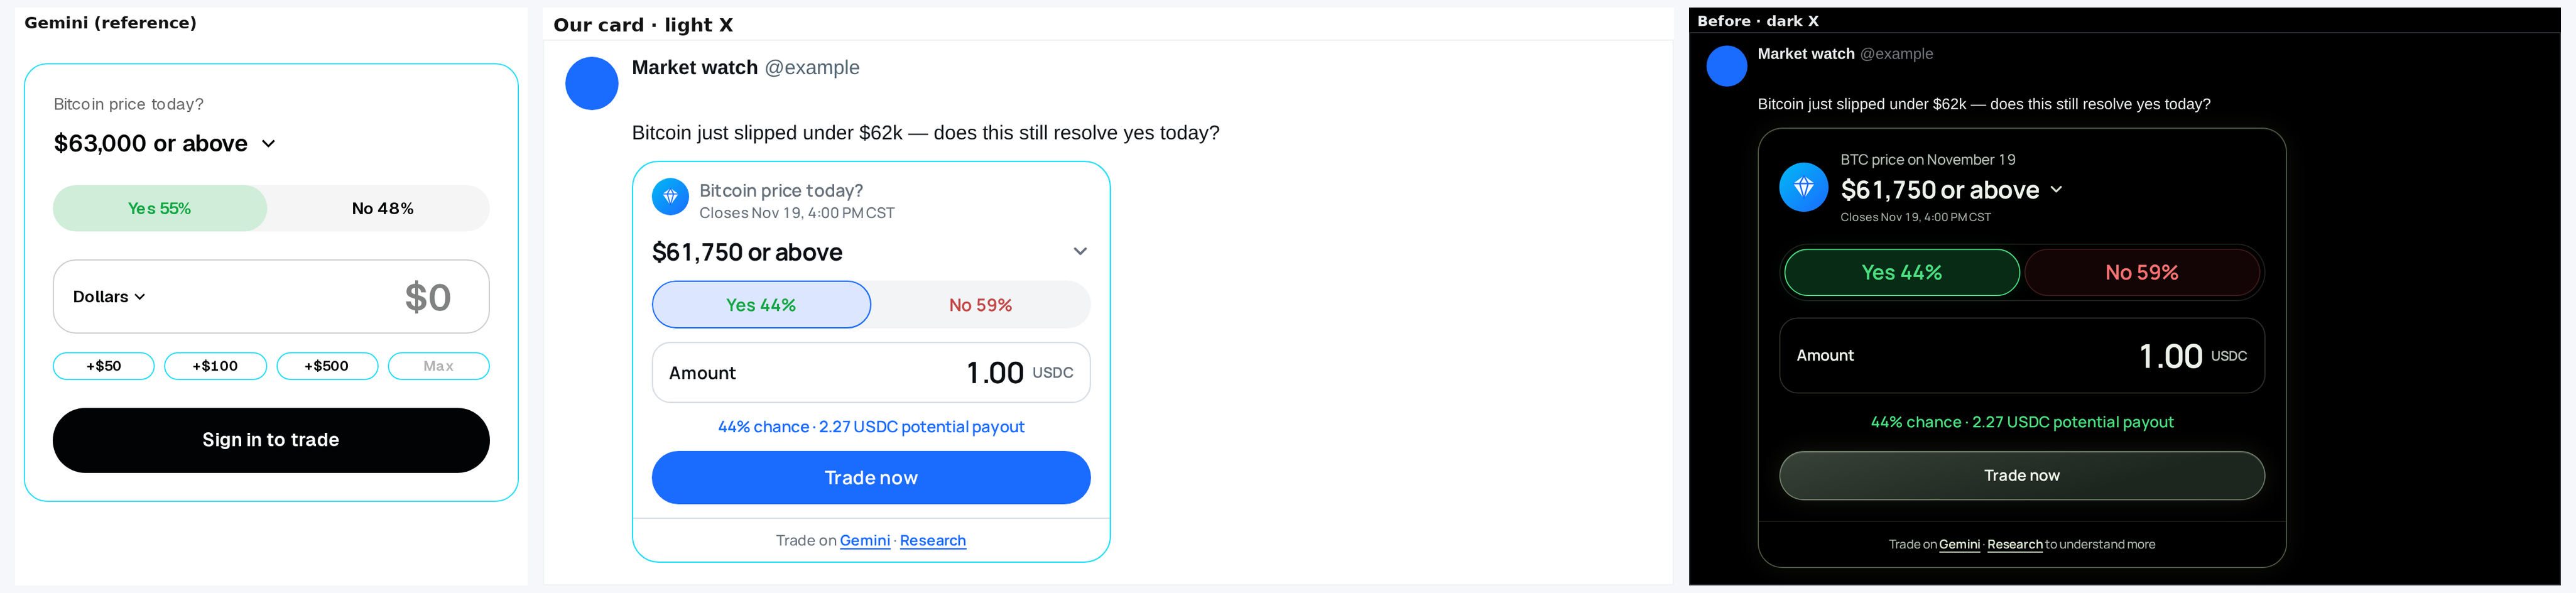 Gemini (reference)
Bitcoin price today?
$63,000 or above
Yes 55%
No 48%
Dollars
$0
+$50
+$100
+$500
Max
Sign in to trade
Our card · light X
Market watch @example
Bitcoin just slipped under $62k — does this still resolve yes today?
Bitcoin price today?
Closes Nov 19, 4:00 PM CST
$61,750 or above
Yes 44%
No 59%
Amount
1.00 USDC
44% chance · 2.27 USDC potential payout
Trade now
Trade on Gemini · Research
Before · dark X
Market watch @example
Bitcoin just slipped under $62k — does this still resolve yes today?
BTC price on November 19
$61,750 or above
Closes Nov 19, 4:00 PM CST
Yes 44%
No 59%
Amount
1.00 USDC
44% chance · 2.27 USDC potential payout
Trade now
Trade on Gemini · Research to understand more